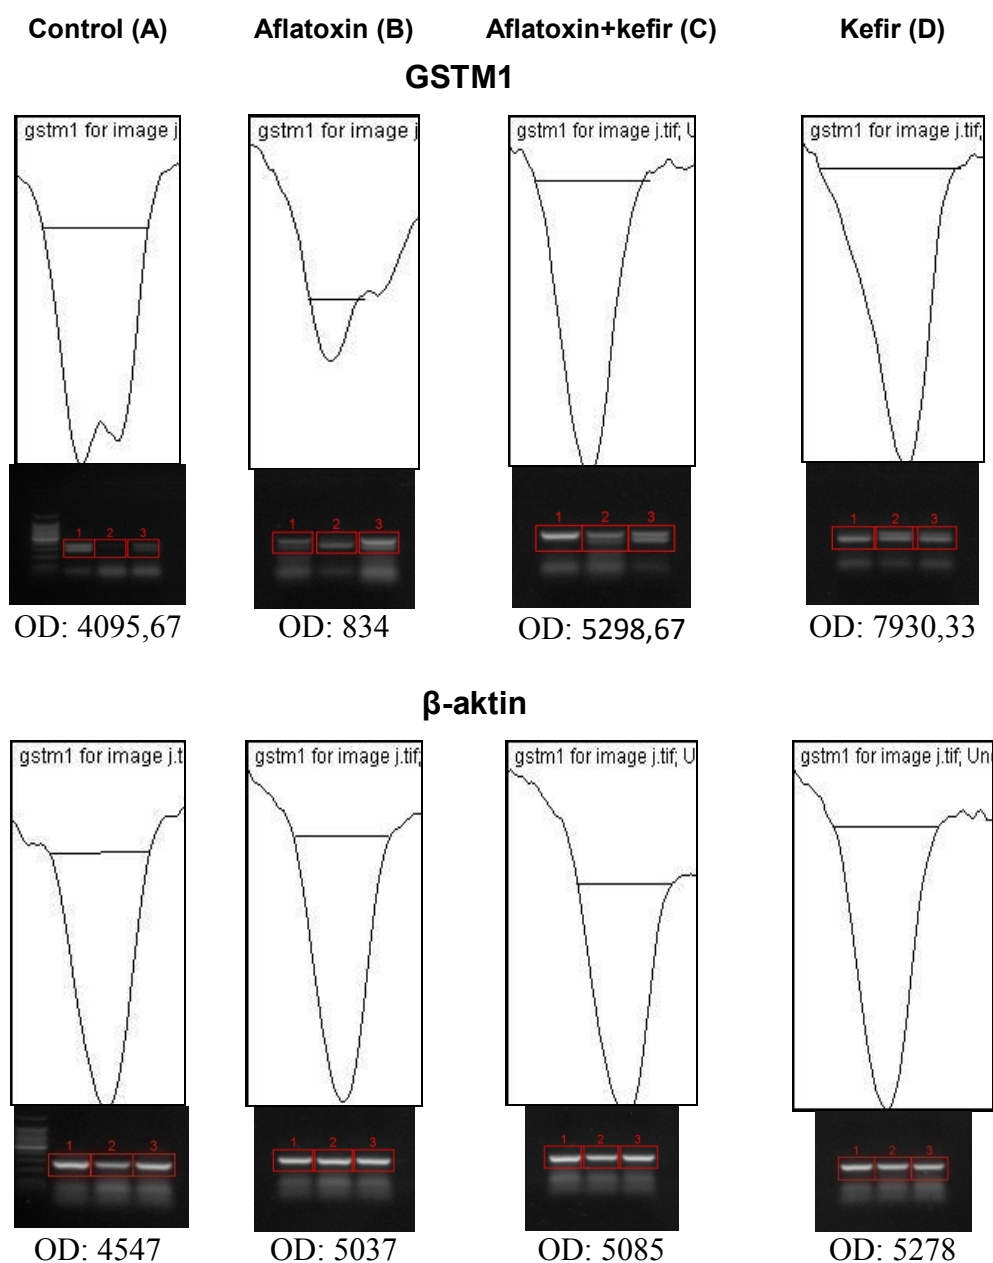 Control (A) Aflatoxin (B) Aflatoxin+kefir (C) Kefir (D)
GSTM1
gstm1 for image j gstm1 for image j gstm1 for image j.tif; U gstm1 for image j.tif;
1 2 3 1 2 3 1 2 3 1 2 3
OD: 4095,67 OD: 834 OD: 5298,67 OD: 7930,33
β-aktin
gstm1 for image j.t gstm1 for image j.tif; gstm1 for image j.tif; U gstm1 for image j.tif; Un
1 2 3 1 2 3 1 2 3 1 2 3
OD: 4547 OD: 5037 OD: 5085 OD: 5278